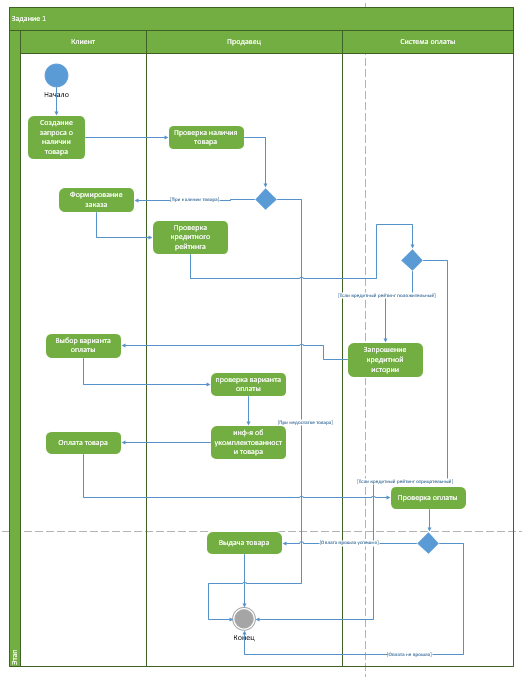 Задание 1
Клиент
Продавец
Система оплаты
Начало
Создание
запроса о
наличии
товара
Проверка наличия
товара
Формирование
заказа
[При наличии товара]
Проверка
кредитного
рейтинга
[Если кредитный рейтинг положительный]
Выбор варианта
оплаты
Запрошение
кредитной
истории
проверка варианта
оплаты
[При недостатке товара]
инф-я об
укомплектованност
и товара
Оплата товара
[Если кредитный рейтинг отрицательный]
Проверка оплаты
Выдача товара
[Оплата прошла успешно]
Конец
[Оплата не прошла]
Этап